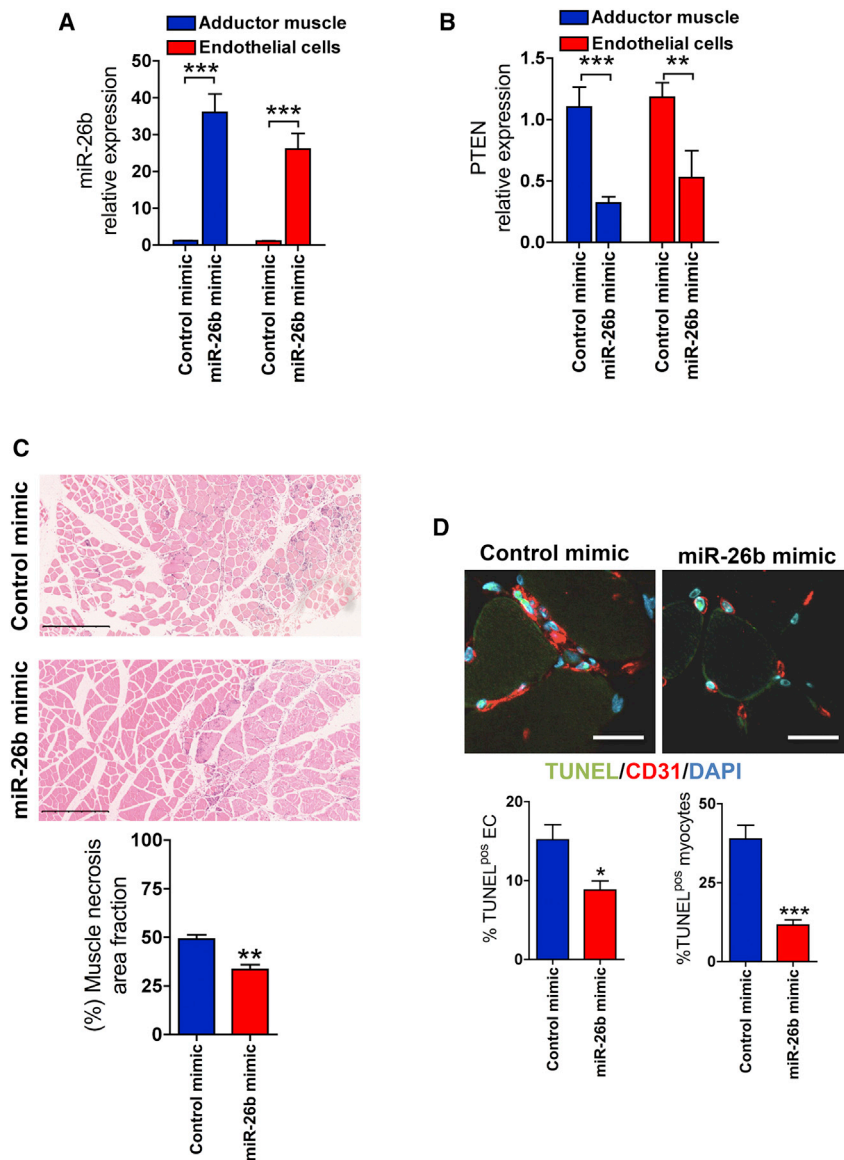 A
Adductor muscle
Endothelial cells
miR-26b
relative expression
50
40
30
20
10
0
***
***
Control mimic
miR-26b mimic
Control mimic
miR-26b mimic
B
Adductor muscle
Endothelial cells
PTEN
relative expression
1.5
1.0
0.5
0.0
***
**
Control mimic
miR-26b mimic
Control mimic
miR-26b mimic
C
Control mimic
miR-26b mimic
(%) Muscle necrosis
area fraction
100
75
50
25
0
**
Control mimic
miR-26b mimic
D
Control mimic
miR-26b mimic
TUNEL/CD31/DAPI
% TUNELpos EC
20
15
10
5
0
*
Control mimic
miR-26b mimic
%TUNELpos myocytes
50
25
0
***
Control mimic
miR-26b mimic